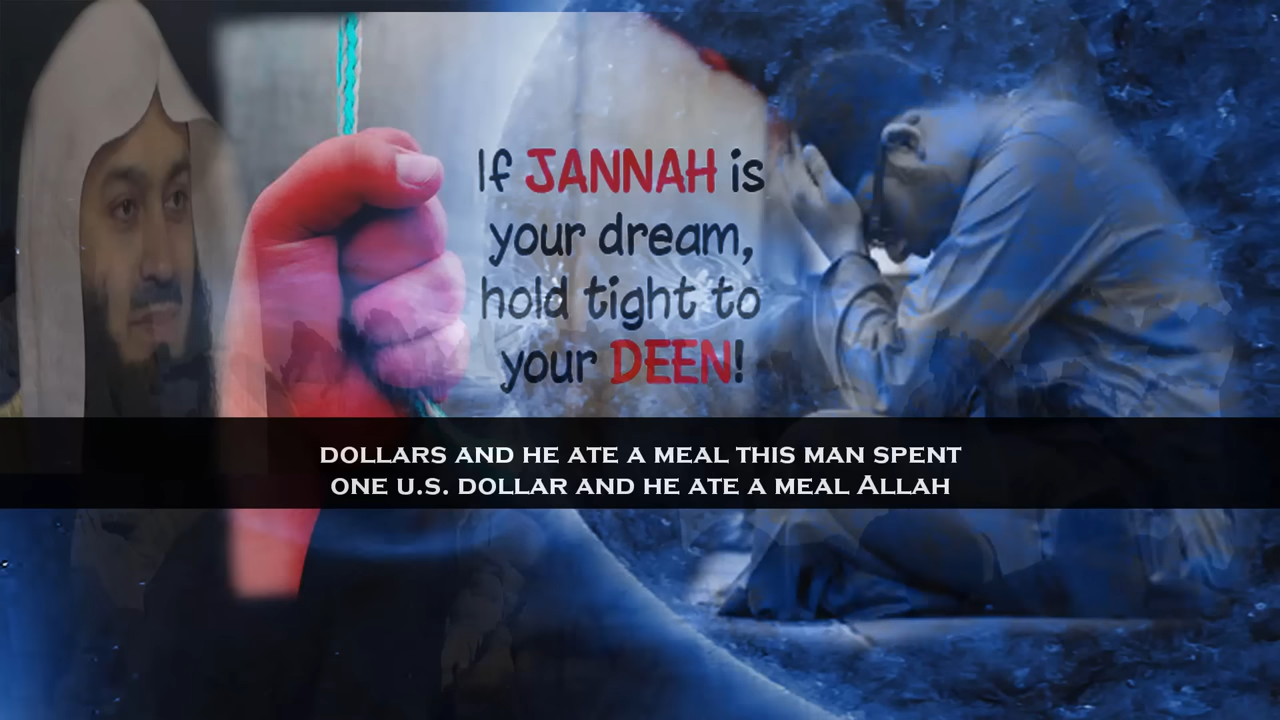 If JANNAH is
your dream,
hold tight to
your DEEN!
DOLLARS AND HE ATE A MEAL THIS MAN SPENT
ONE U.S. DOLLAR AND HE ATE A MEAL ALLAH